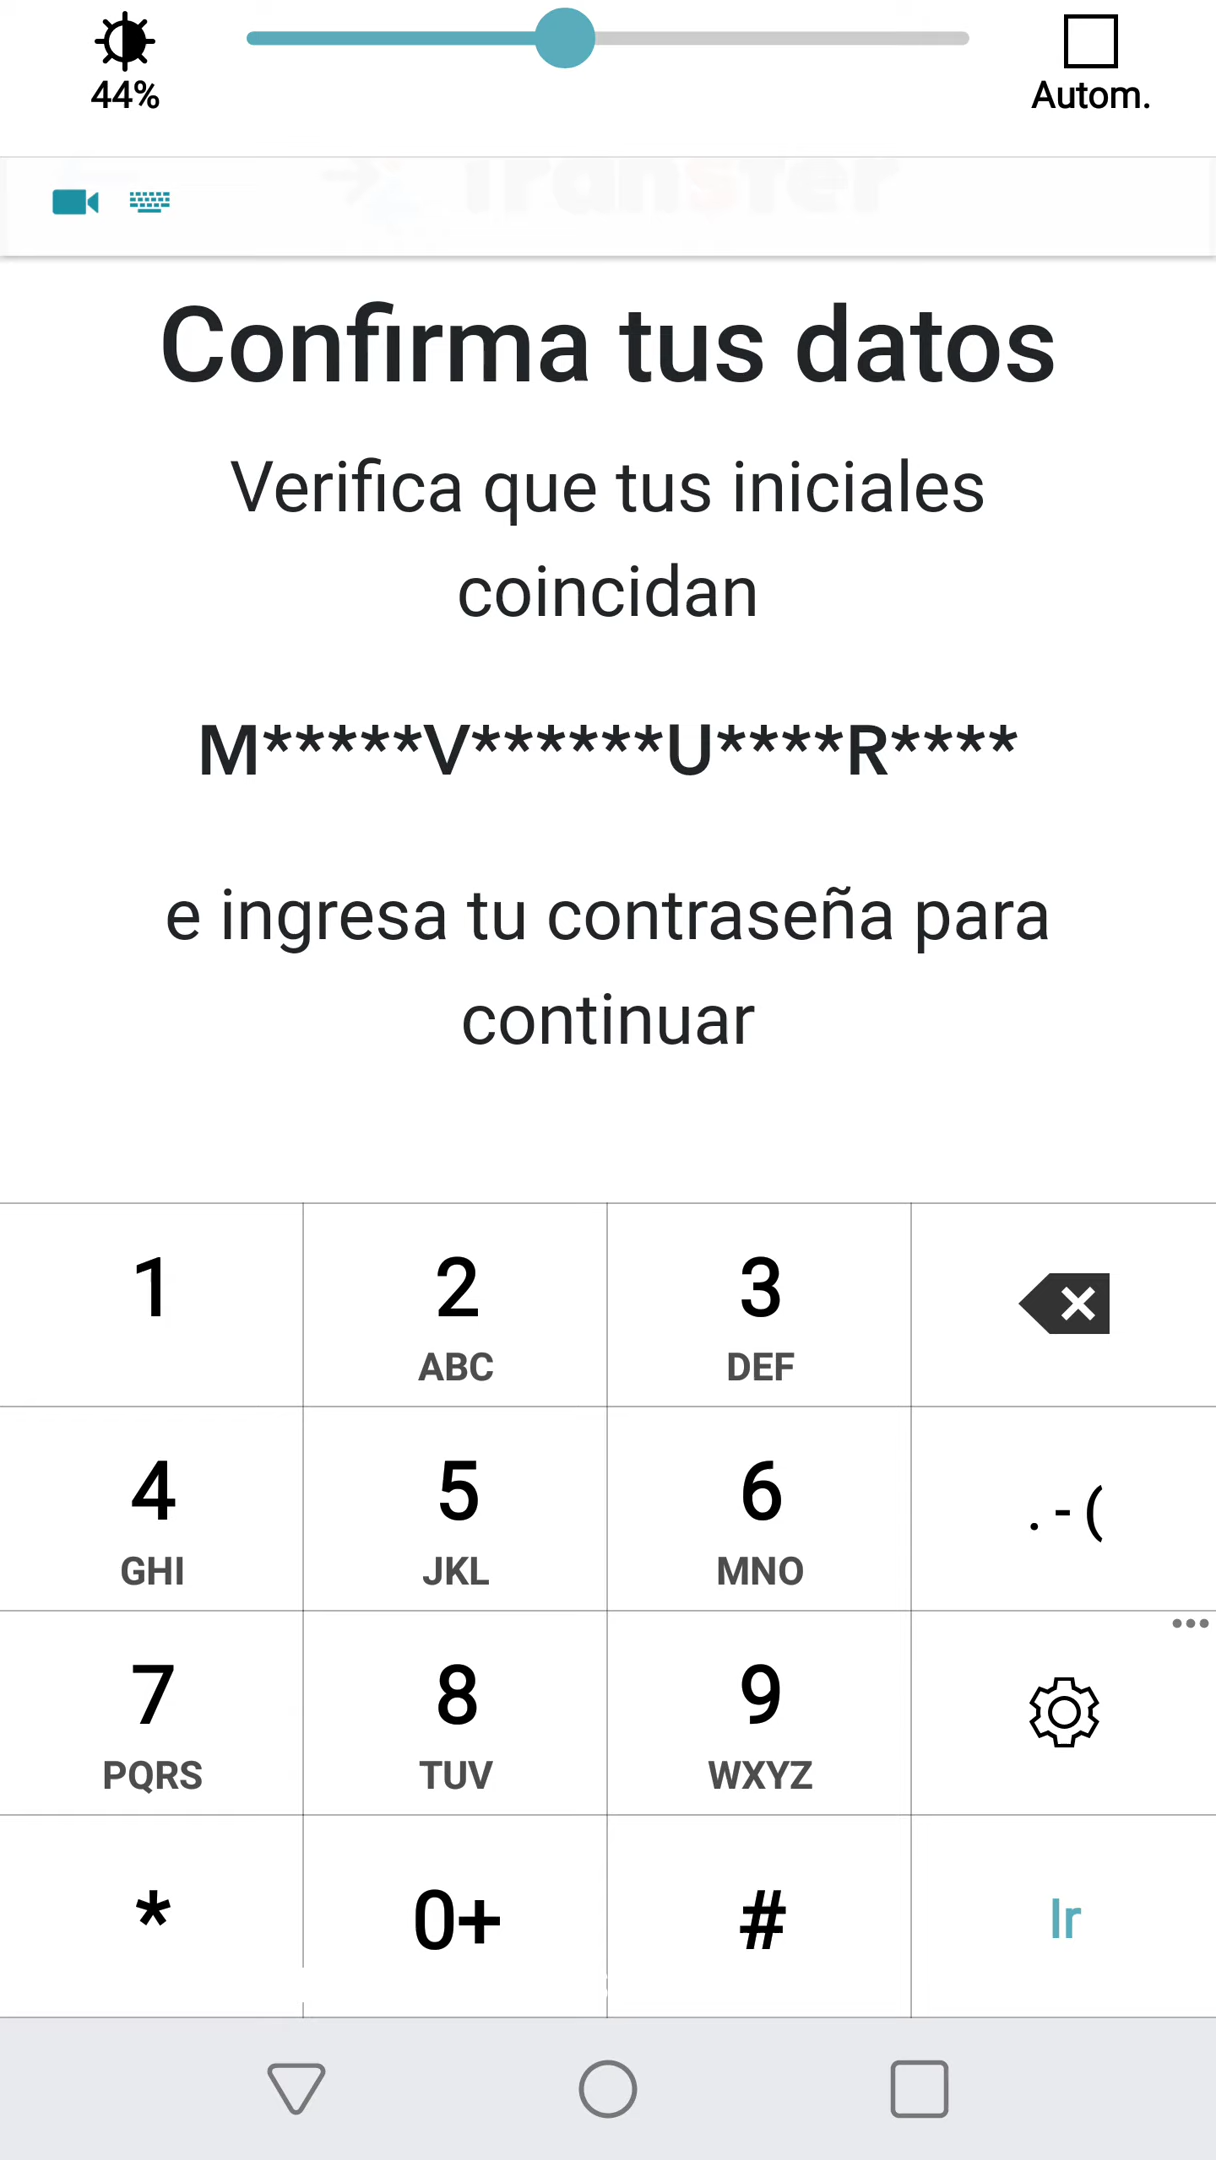 44%
Autom.
Transfer
Confirma tus datos
Verifica que tus iniciales
coincidan
M*****V******U****R****
e ingresa tu contraseña para
continuar
1
2
ABC
3
DEF
4
GHI
5
JKL
6
MNO
. - (
7
PQRS
8
TUV
9
WXYZ
*
0+
#
Ir